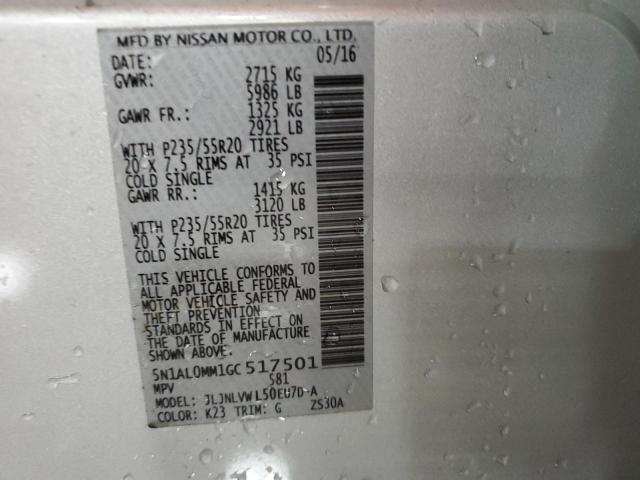 MFD BY NISSAN MOTOR CO., LTD.
DATE: 05/16
GVWR: 2715 KG
5986 LB
GAWR FR.: 1325 KG
2921 LB
WITH P235/55R20 TIRES
20 X 7.5 RIMS AT 35 PSI
COLD SINGLE
GAWR RR.: 1415 KG
3120 LB
WITH P235/55R20 TIRES
20 X 7.5 RIMS AT 35 PSI
COLD SINGLE
THIS VEHICLE CONFORMS TO
ALL APPLICABLE FEDERAL
MOTOR VEHICLE SAFETY AND
THEFT PREVENTION
STANDARDS IN EFFECT ON
THE DATE OF MANUFACTURE
SHOWN ABOVE.
5N1AL0MM1GC517501
MPV 581
MODEL: JLJNLVWL50EU7D-A
COLOR: K23 TRIM: G ZS30A